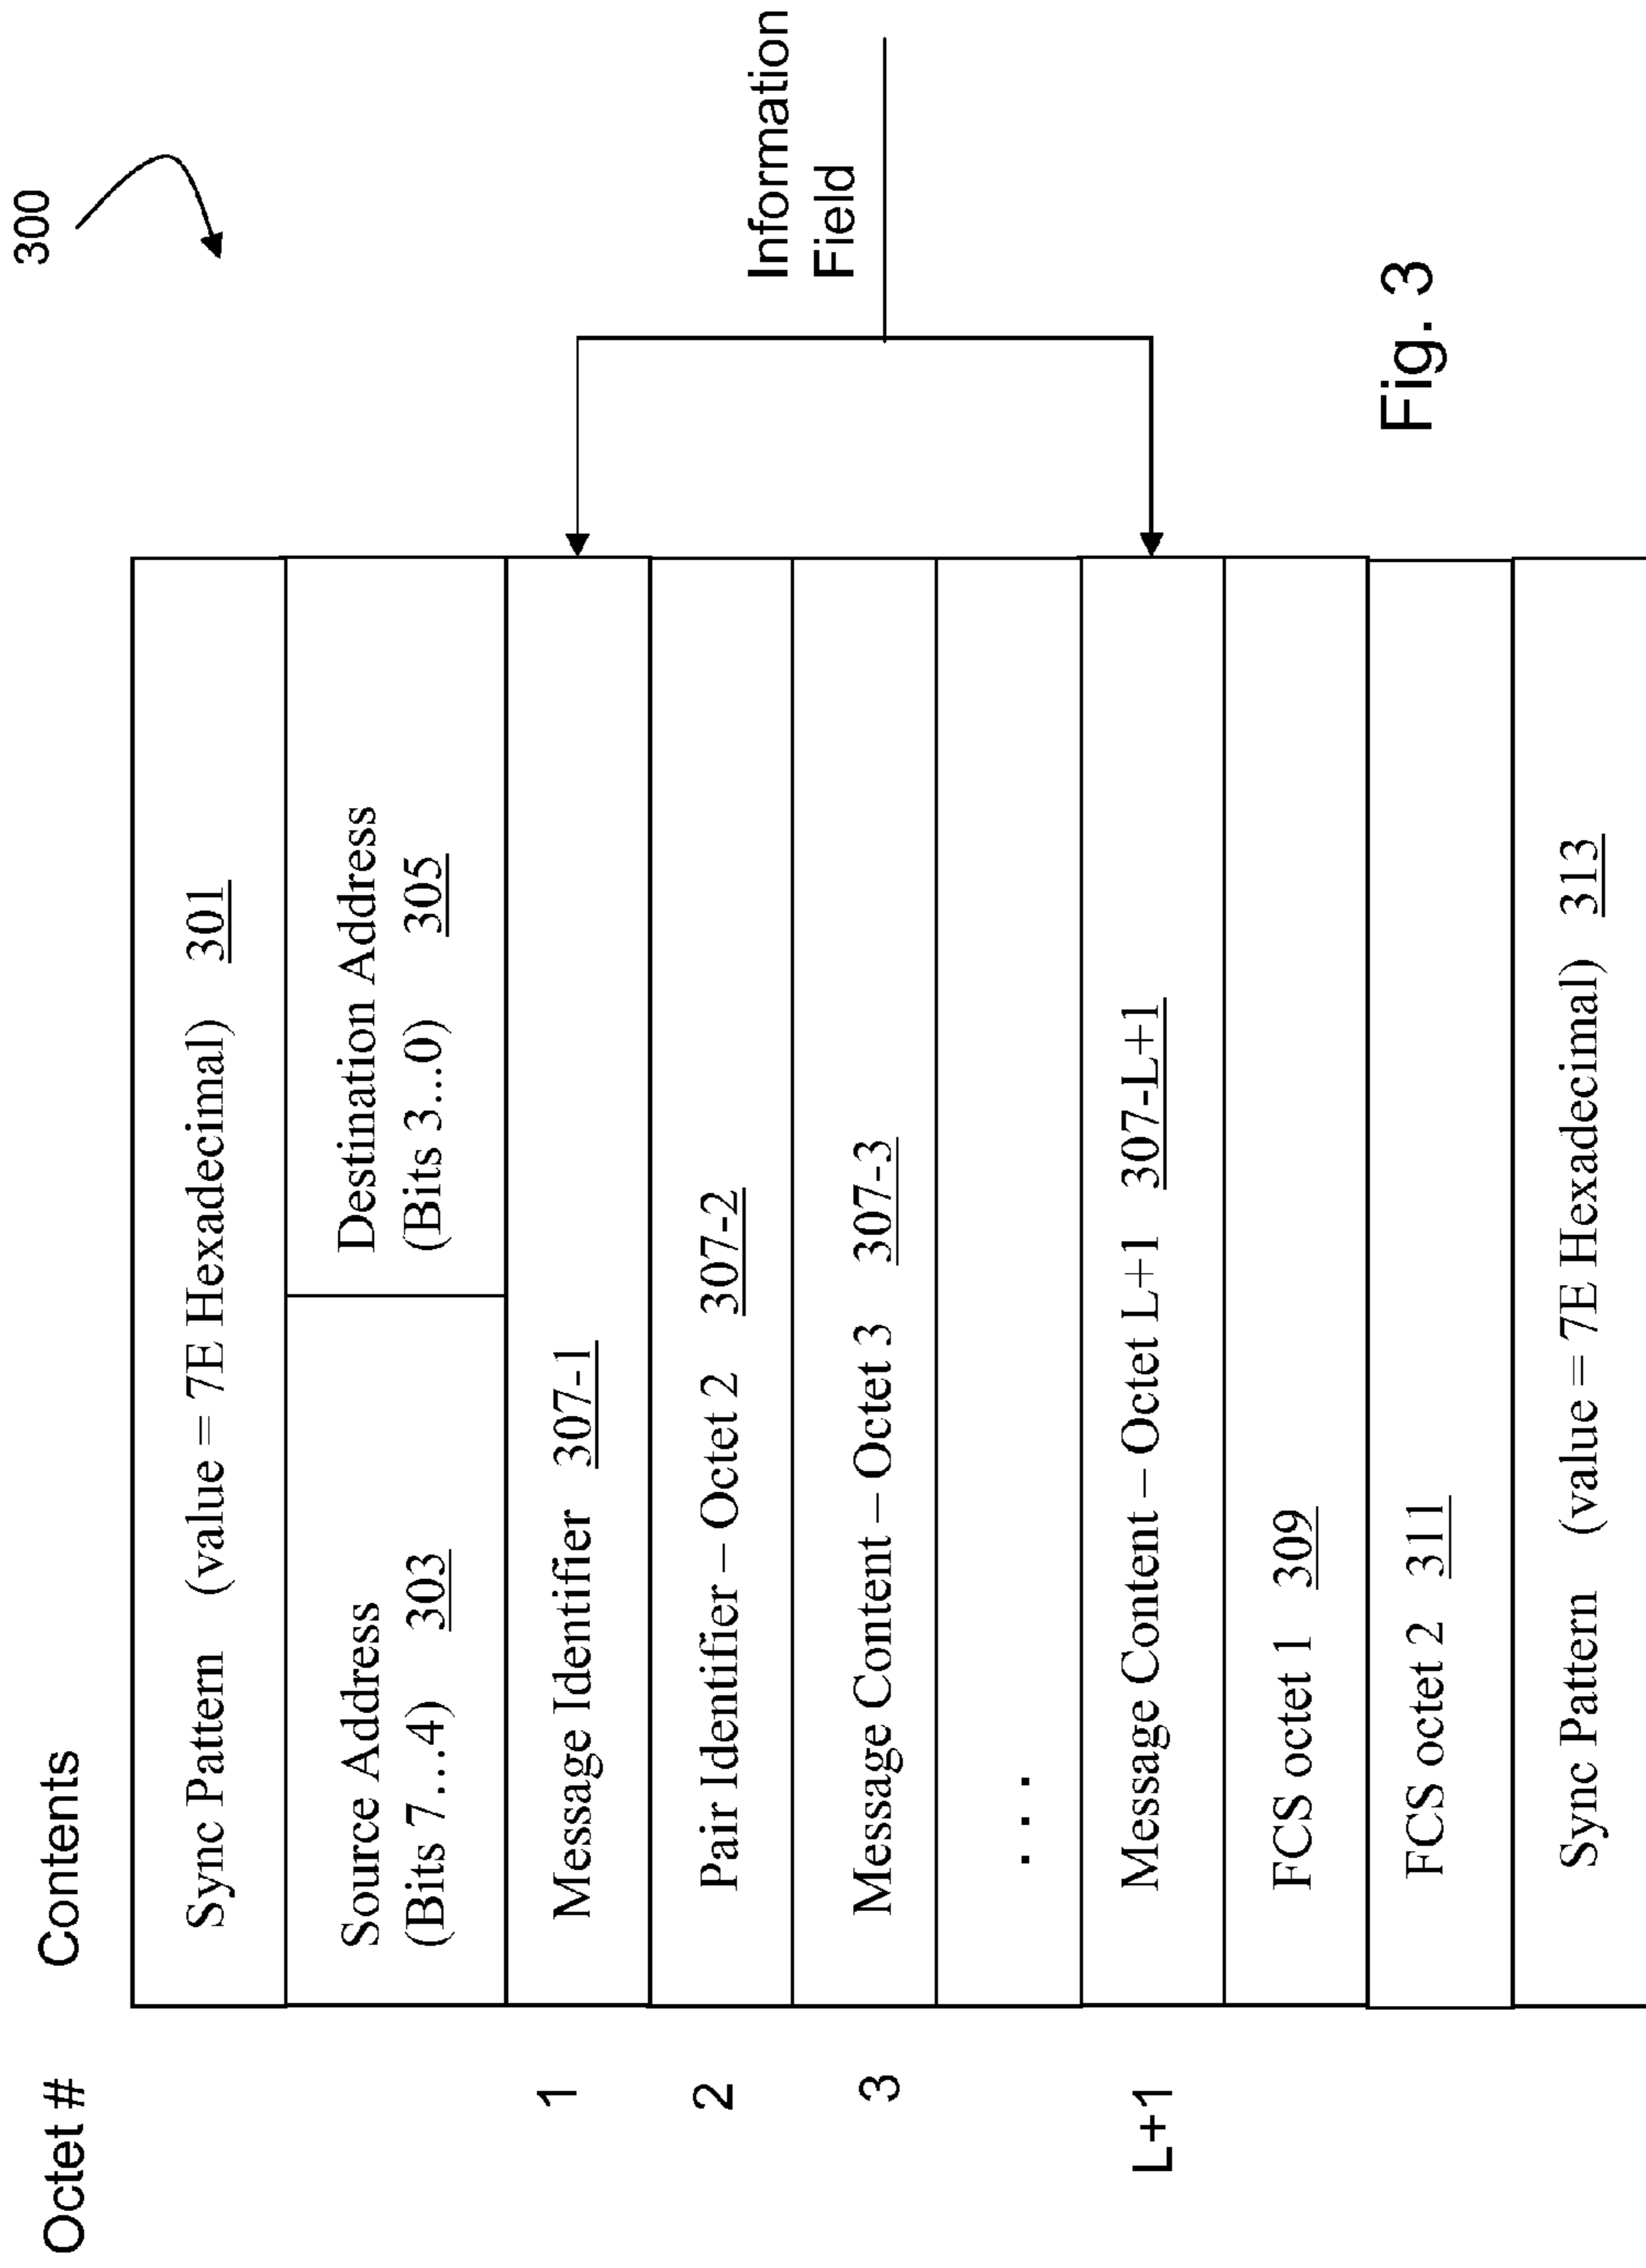 300
Octet #
Contents
Sync Pattern (value = 7E Hexadecimal) 301
Source Address
(Bits 7...4) 303
Destination Address
(Bits 3...0) 305
1
Message Identifier 307-1
2
Pair Identifier – Octet 2 307-2
3
Message Content – Octet 3 307-3
. . .
L+1
Message Content – Octet L+1 307-L+1
FCS octet 1 309
FCS octet 2 311
Sync Pattern (value = 7E Hexadecimal) 313
Information
Field
Fig. 3